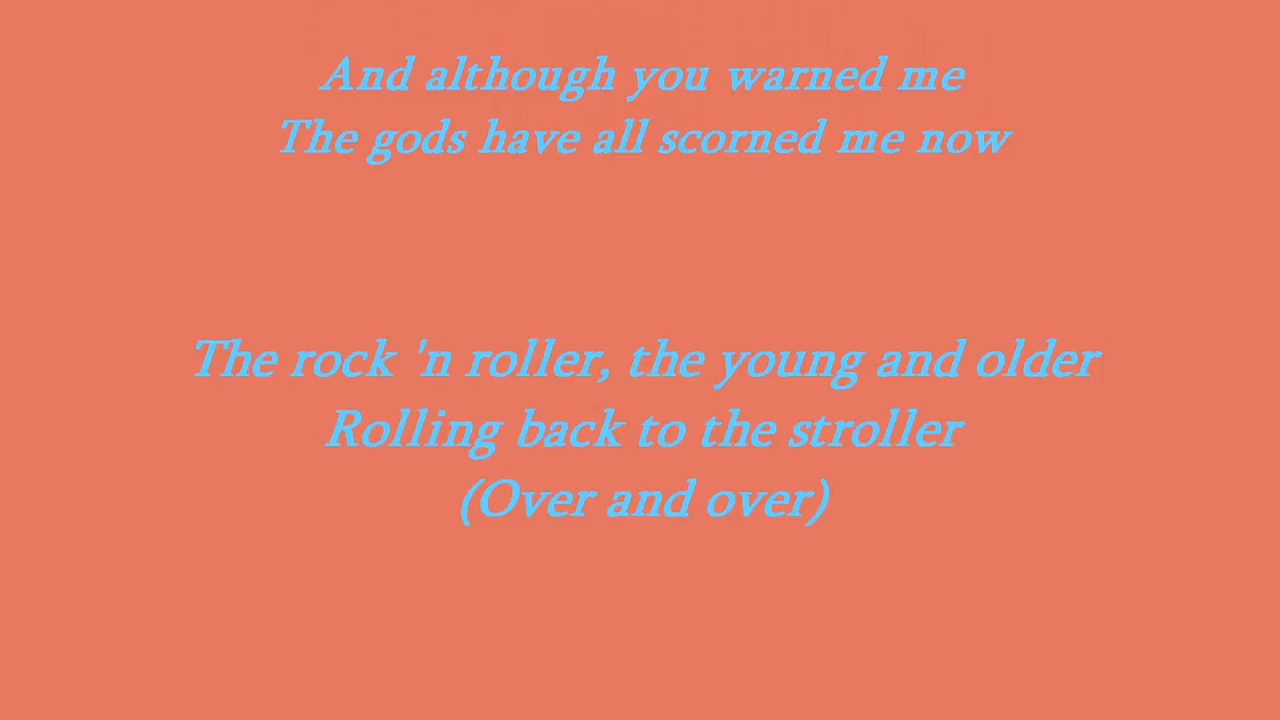 And although you warned me
The gods have all scorned me now
The rock 'n roller, the young and older
Rolling back to the stroller
(Over and over)